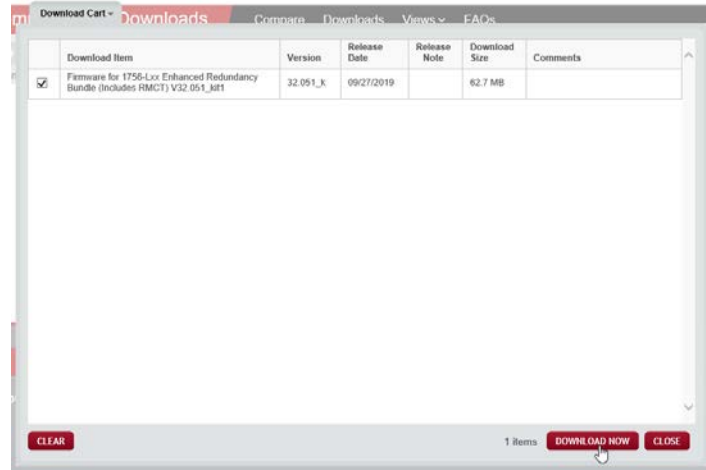 Download Cart
Downloads Compare Downloads Views FAQs
Download Item Version Release Date Release Note Download Size Comments
Firmware for 1756-Lxx Enhanced Redundancy
Bundle (Includes RMCT) V32.051_kit1
32.051_k 09/27/2019 62.7 MB
CLEAR 1 items DOWNLOAD NOW CLOSE